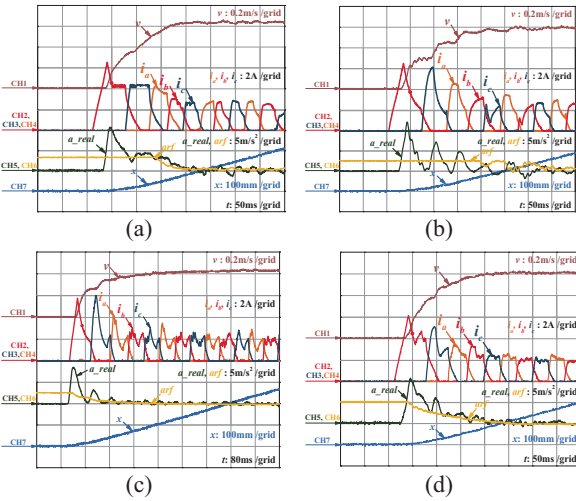 v : 0.2m/s/grid
v
CH1
i_a
i_b
i_c
i_a, i_b, i_c : 2A /grid
CH2,
CH3,CH4
a_real, arf : 5m/s² /grid
a_real
arf
CH5, CH6
x
x: 100mm /grid
CH7
t: 50ms /grid
(a)
v : 0.2m/s/grid
v
CH1
i_a
i_b
i_c
i_a, i_b, i_c : 2A /grid
CH2,
CH3,CH4
a_real, arf : 5m/s² /grid
a_real
arf
CH5, CH6
x
x: 100mm /grid
CH7
t: 50ms /grid
(b)
v : 0.2m/s/grid
v
CH1
i_a
i_b
i_c
i_a, i_b, i_c : 2A /grid
CH2,
CH3,CH4
a_real, arf : 5m/s² /grid
a_real
arf
CH5, CH6
x
x: 100mm /grid
CH7
t: 80ms /grid
(c)
v : 0.2m/s/grid
v
CH1
i_a
i_b
i_c
i_a, i_b, i_c : 2A /grid
CH2,
CH3,CH4
a_real, arf : 5m/s² /grid
a_real
arf
CH5, CH6
x
x: 100mm /grid
CH7
t: 50ms /grid
(d)